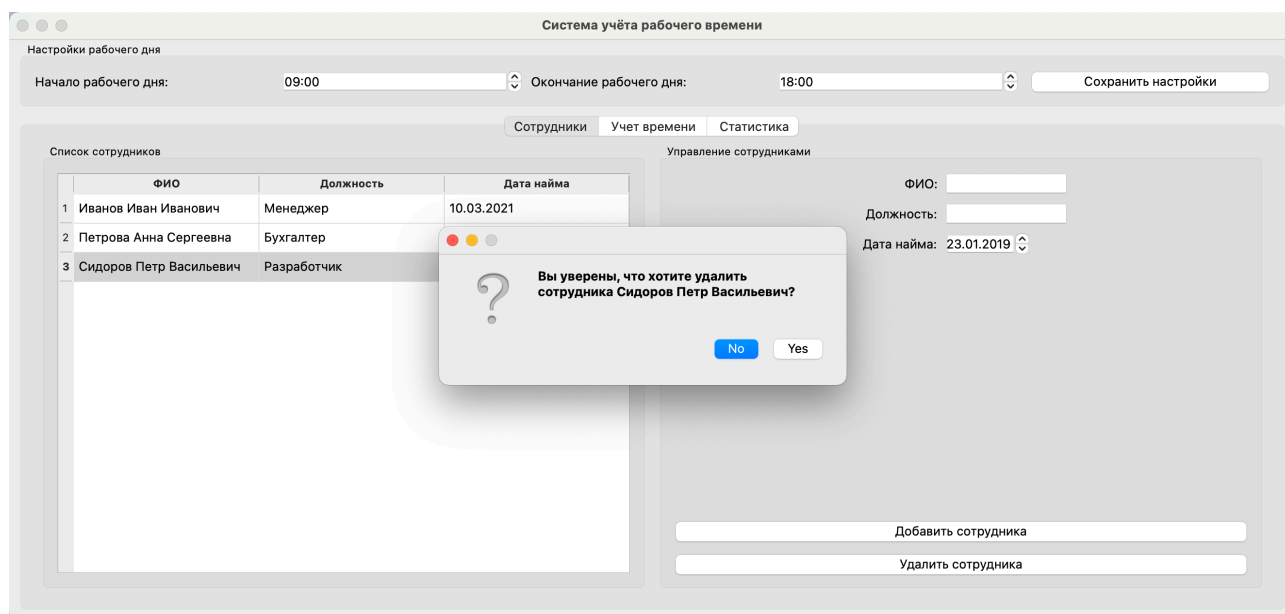 Система учёта рабочего времени
Настройки рабочего дня
Начало рабочего дня: 09:00 Окончание рабочего дня: 18:00 Сохранить настройки
Сотрудники Учет времени Статистика
Список сотрудников Управление сотрудниками
ФИО Должность Дата найма
1 Иванов Иван Иванович Менеджер 10.03.2021
2 Петрова Анна Сергеевна Бухгалтер
3 Сидоров Петр Васильевич Разработчик
ФИО:
Должность:
Дата найма: 23.01.2019
Вы уверены, что хотите удалить
сотрудника Сидоров Петр Васильевич?
No Yes
Добавить сотрудника
Удалить сотрудника